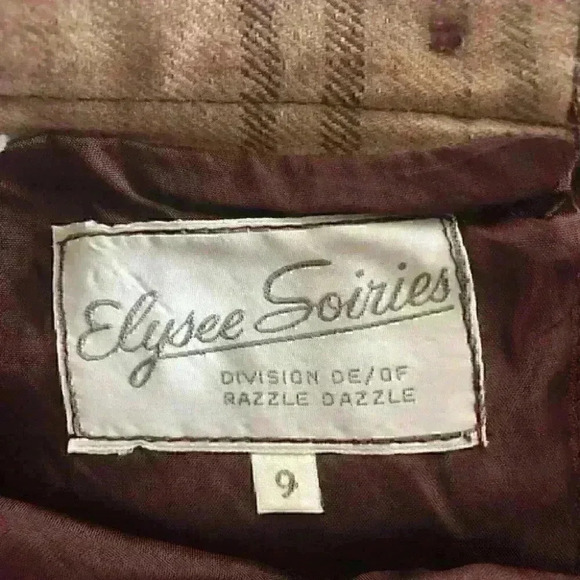 Elysee Soiries
DIVISION DE/OF
RAZZLE DAZZLE
9